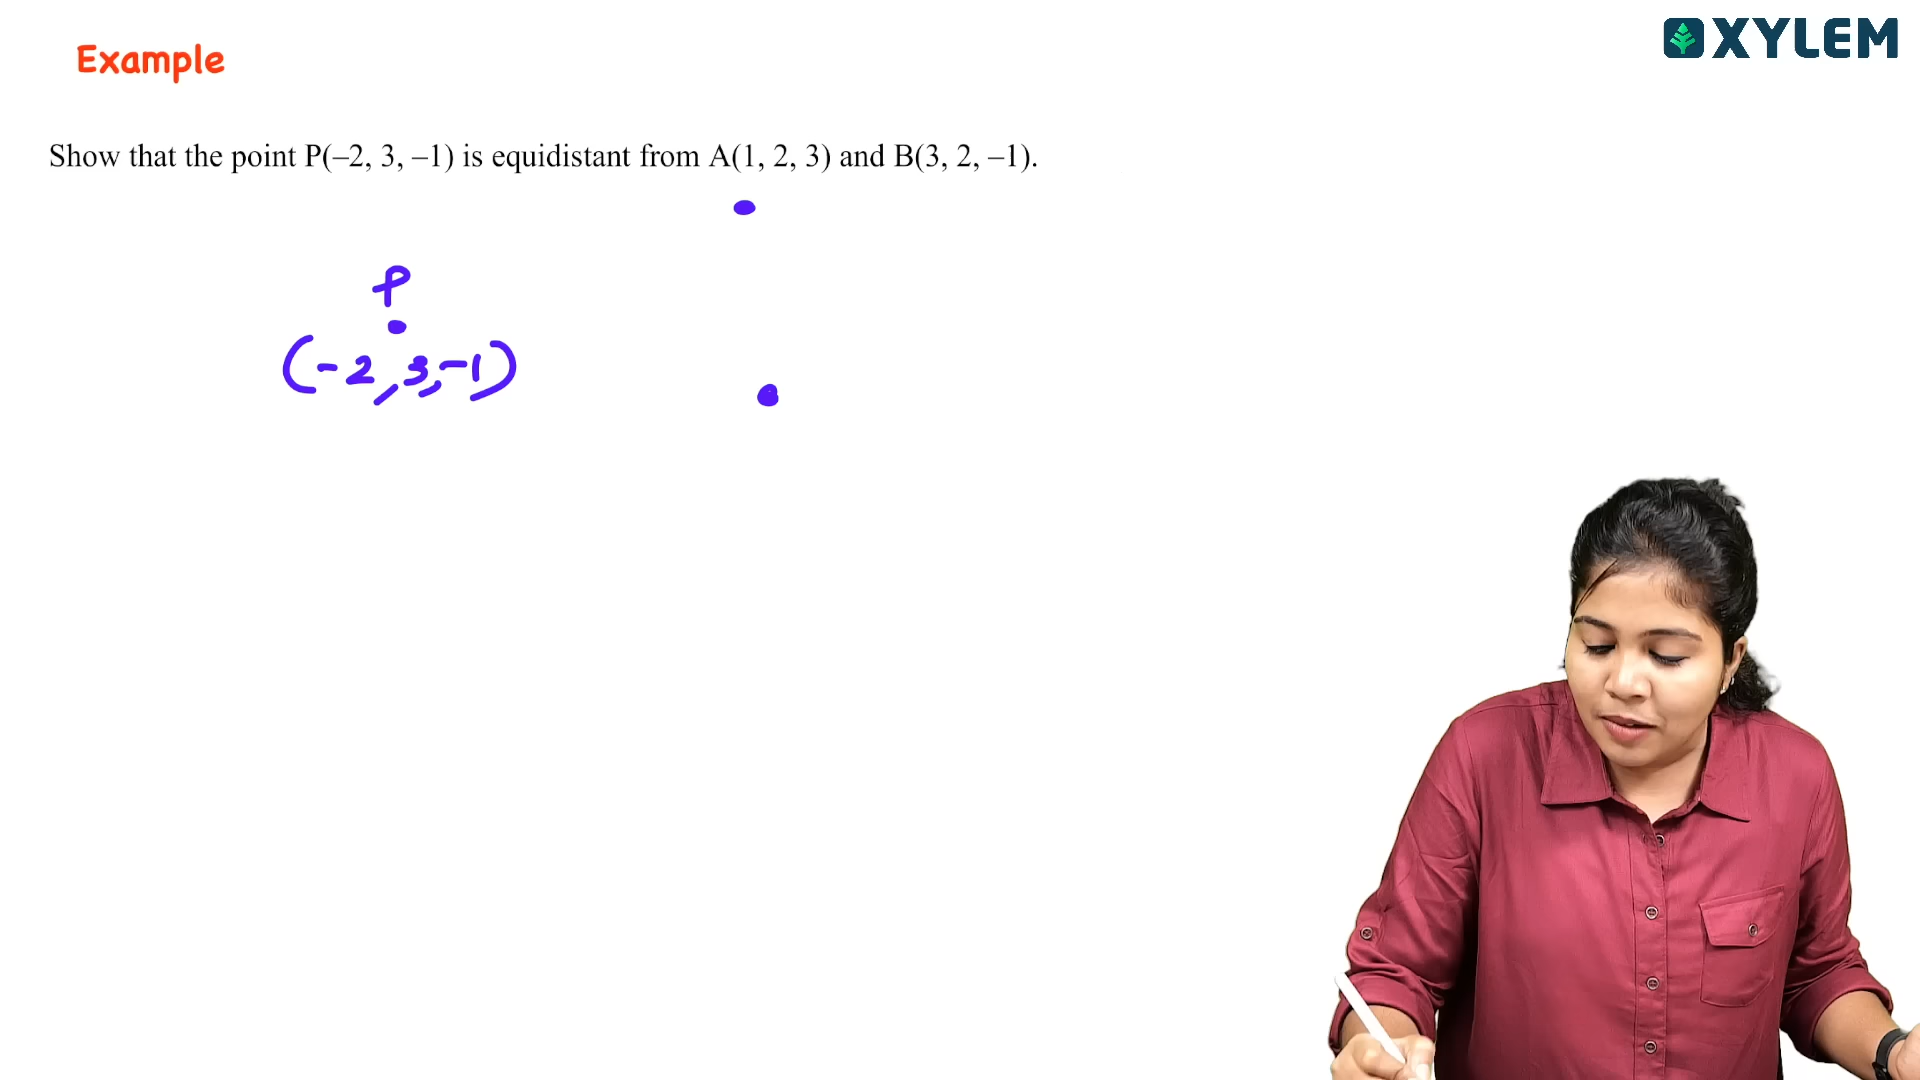 Example
XYLEM
Show that the point P(–2, 3, –1) is equidistant from A(1, 2, 3) and B(3, 2, –1).
P
(-2, 3, -1)